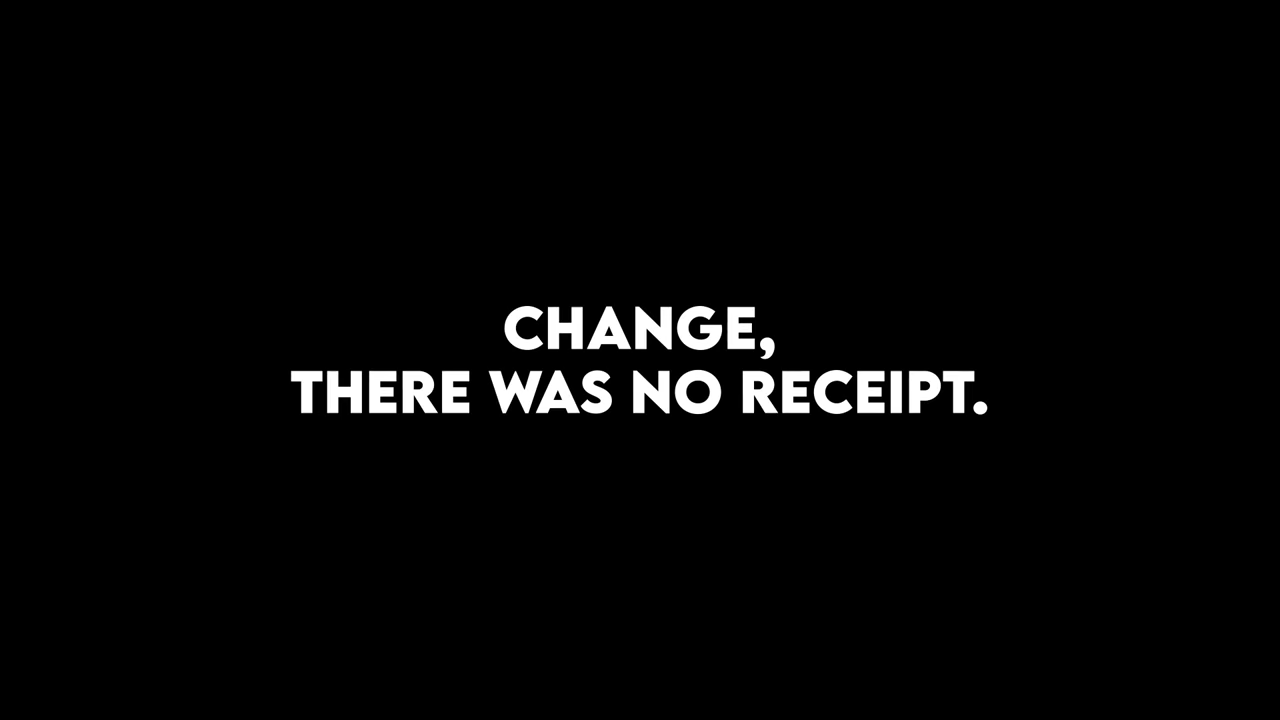 CHANGE,
THERE WAS NO RECEIPT.